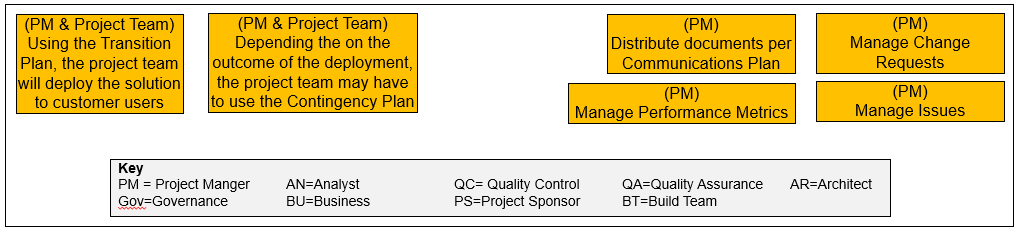 (PM & Project Team)
Using the Transition
Plan, the project team
will deploy the solution
to customer users
(PM & Project Team)
Depending the on the
outcome of the deployment,
the project team may have
to use the Contingency Plan
(PM)
Distribute documents per
Communications Plan
(PM)
Manage Change
Requests
(PM)
Manage Performance Metrics
(PM)
Manage Issues
Key
PM = Project Manger AN=Analyst QC= Quality Control QA=Quality Assurance AR=Architect
Gov=Governance BU=Business PS=Project Sponsor BT=Build Team